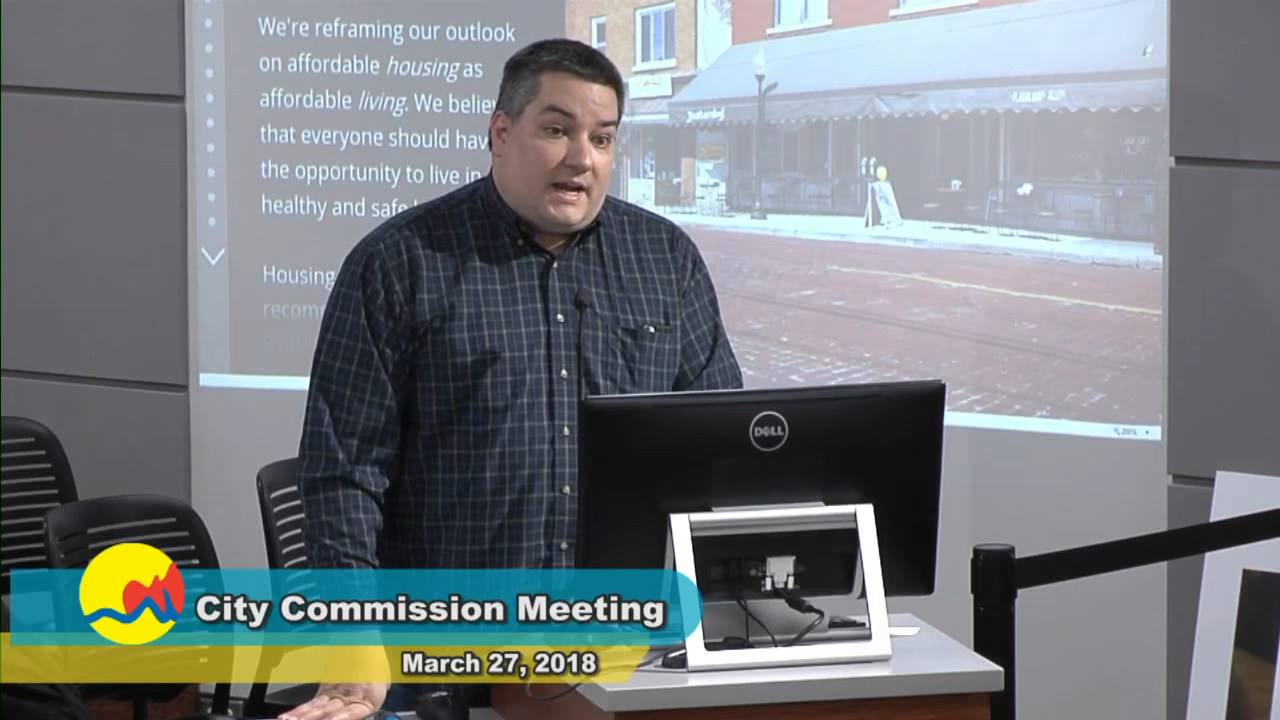 We're reframing our outlook
on affordable housing as
affordable living. We believ
that everyone should hav
the opportunity to live in
healthy and safe
Housing
recom
DELL
City Commission Meeting
March 27, 2018